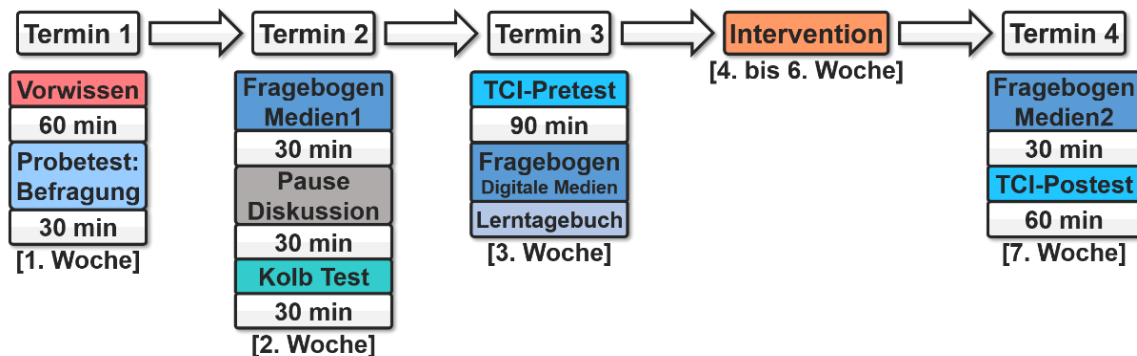 Termin 1
Termin 2
Termin 3
Intervention
Termin 4
Vorwissen
60 min
Probetest:
Befragung
30 min
[1. Woche]
Fragebogen
Medien1
30 min
Pause
Diskussion
30 min
Kolb Test
30 min
[2. Woche]
TCI-Pretest
90 min
Fragebogen
Digitale Medien
Lerntagebuch
[3. Woche]
[4. bis 6. Woche]
Fragebogen
Medien2
30 min
TCI-Postest
60 min
[7. Woche]